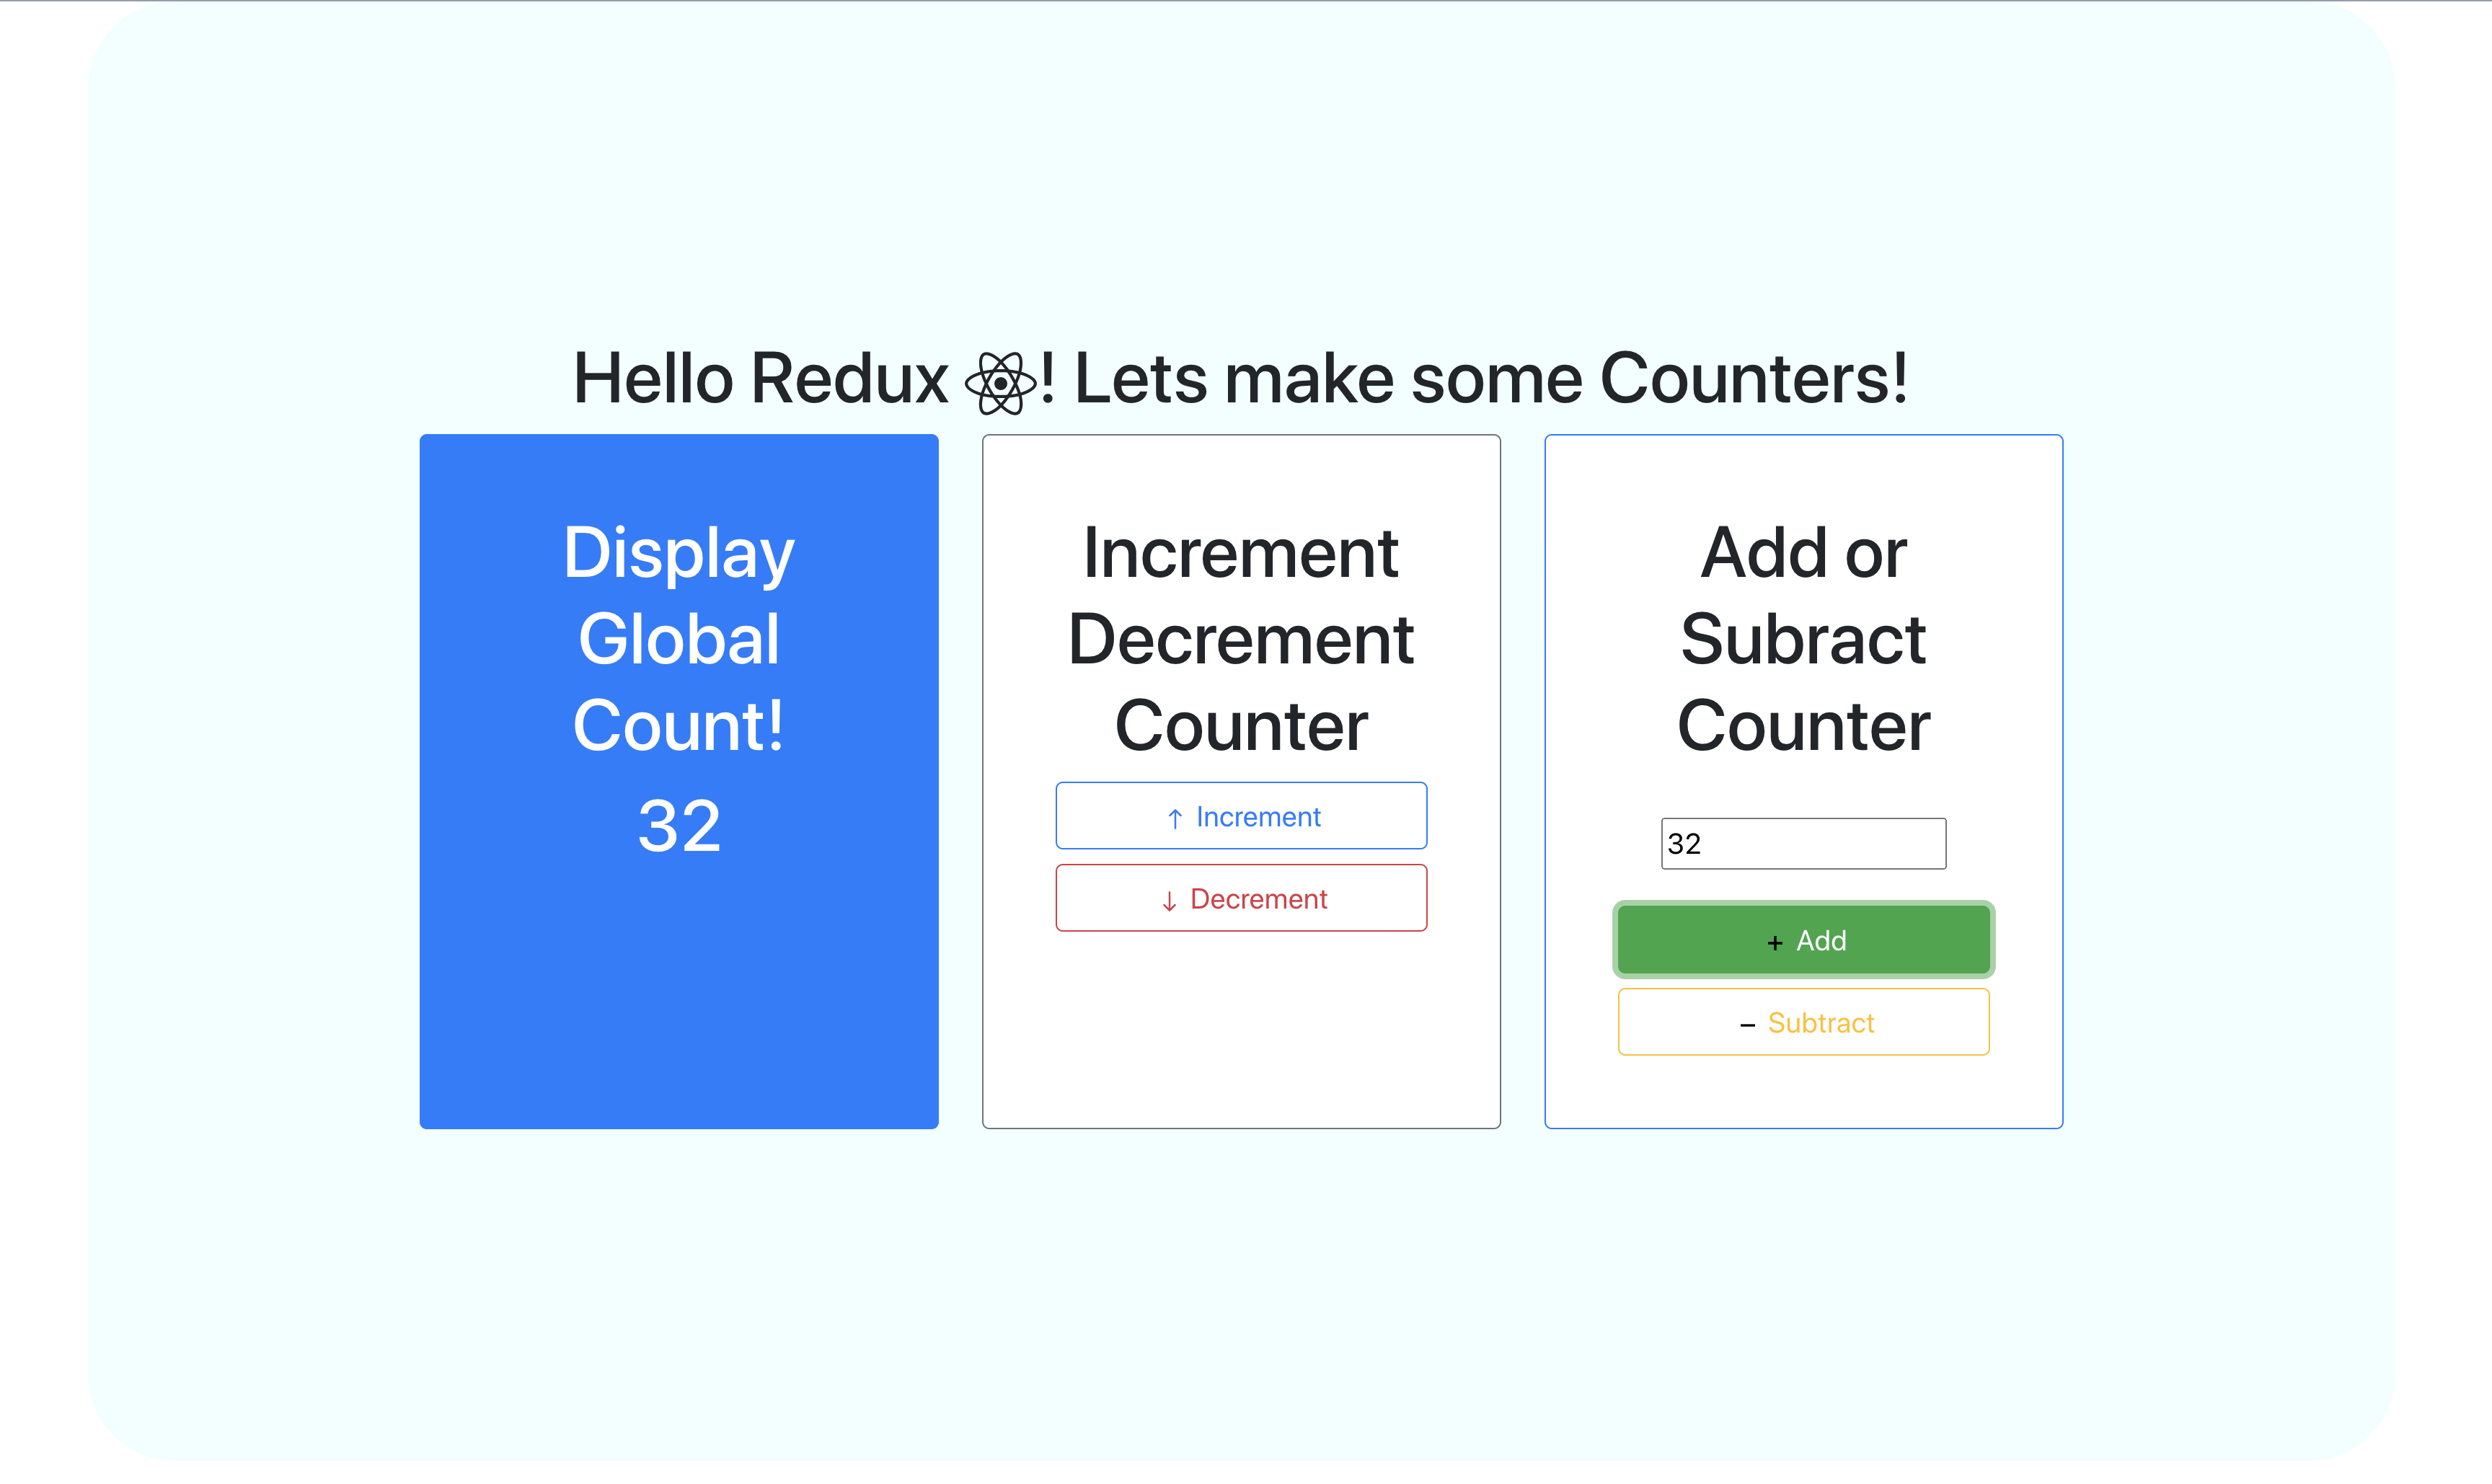 Hello Redux ! Lets make some Counters!
Display
Global
Count!
32
Increment
Decrement
Counter
↑ Increment
↓ Decrement
Add or
Subract
Counter
32
+ Add
− Subtract